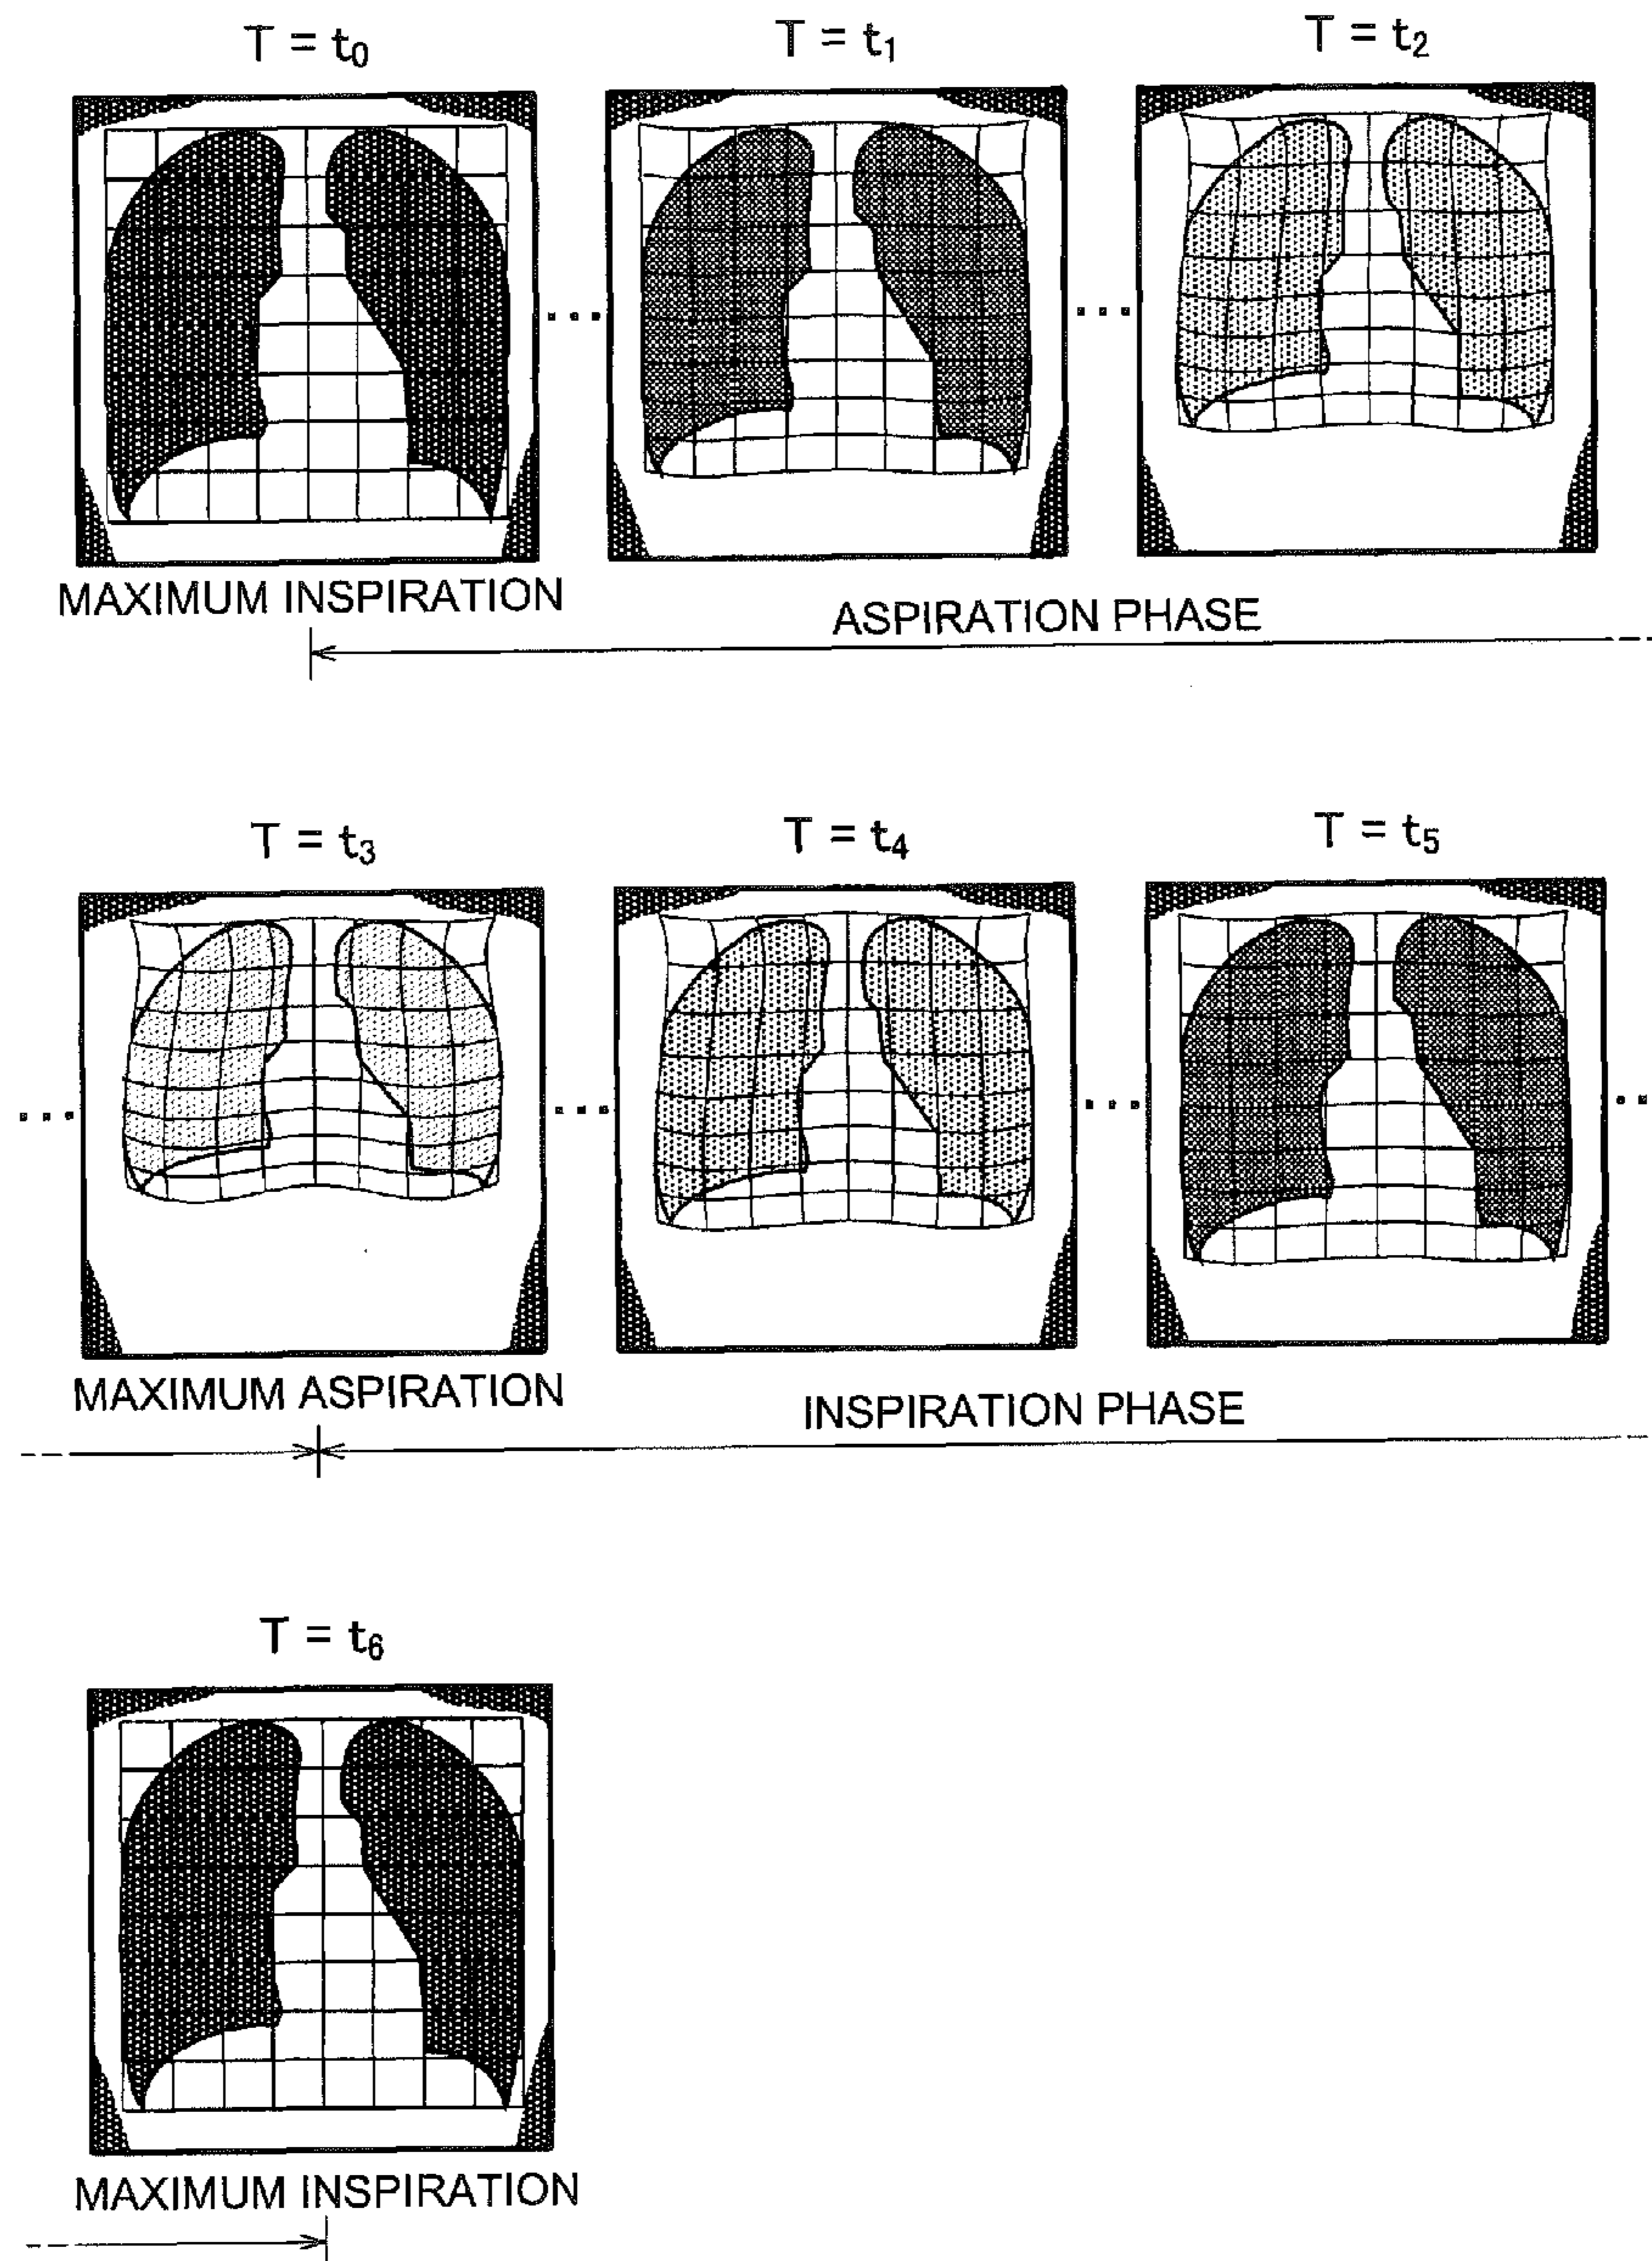 T = t₀ T = t₁ T = t₂
MAXIMUM INSPIRATION
ASPIRATION PHASE
T = t₃ T = t₄ T = t₅
MAXIMUM ASPIRATION
INSPIRATION PHASE
T = t₆
MAXIMUM INSPIRATION